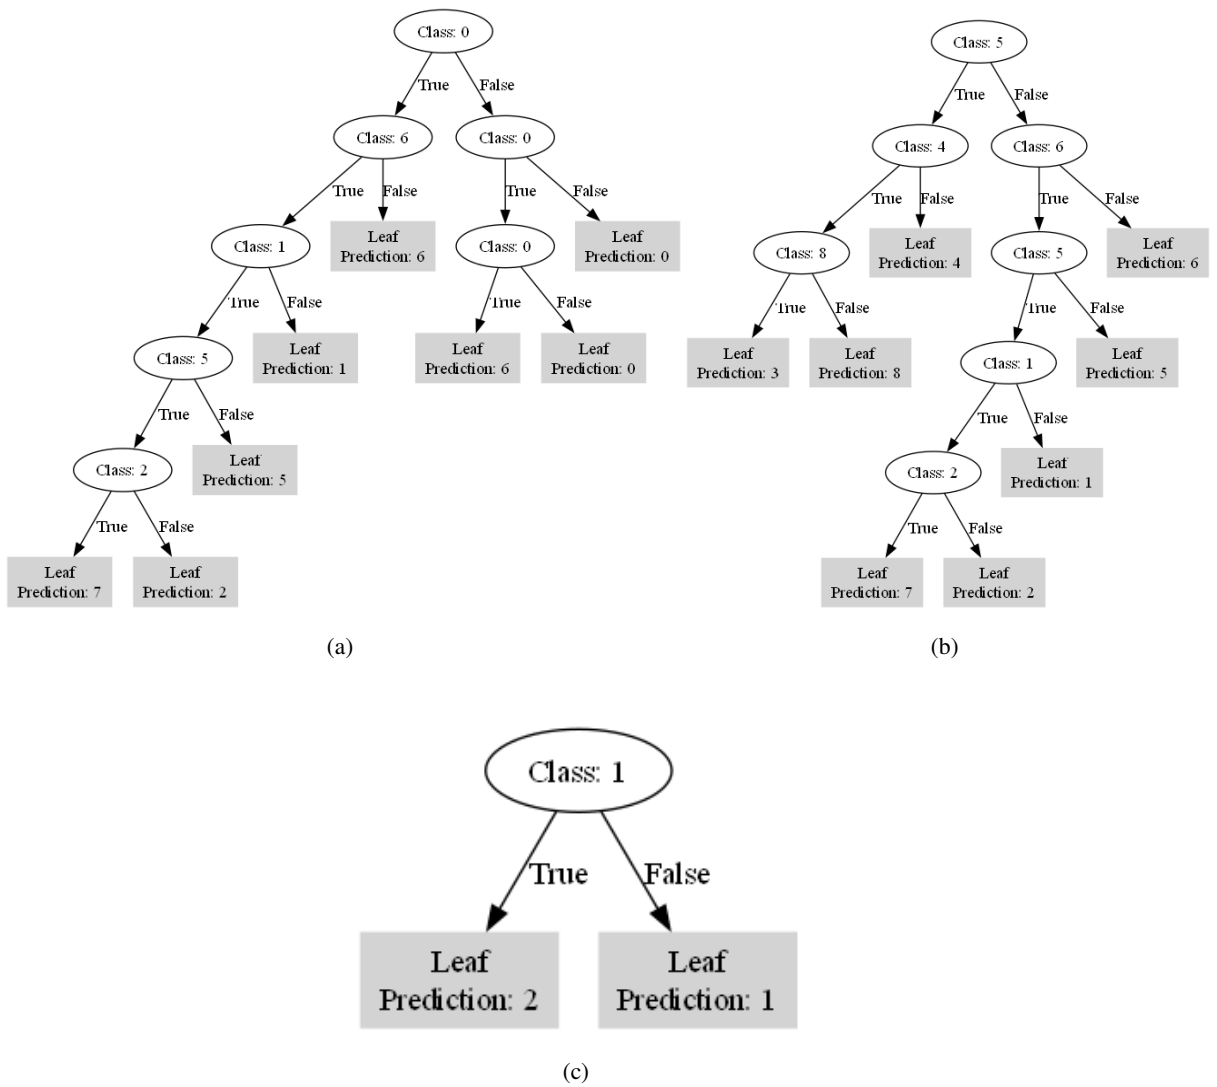 Class: 0
True
False
Class: 6
Class: 0
True
False
True
False
Class: 1
Leaf
Prediction: 6
Class: 0
Leaf
Prediction: 0
True
False
True
False
Class: 5
Leaf
Prediction: 1
Leaf
Prediction: 6
Leaf
Prediction: 0
True
False
Class: 2
Leaf
Prediction: 5
True
False
Leaf
Prediction: 7
Leaf
Prediction: 2
(a)
Class: 5
True
False
Class: 4
Class: 6
True
False
True
False
Class: 8
Leaf
Prediction: 4
Class: 5
Leaf
Prediction: 6
True
False
True
False
Leaf
Prediction: 3
Leaf
Prediction: 8
Class: 1
Leaf
Prediction: 5
True
False
Class: 2
Leaf
Prediction: 1
True
False
Leaf
Prediction: 7
Leaf
Prediction: 2
(b)
Class: 1
True
False
Leaf
Prediction: 2
Leaf
Prediction: 1
(c)